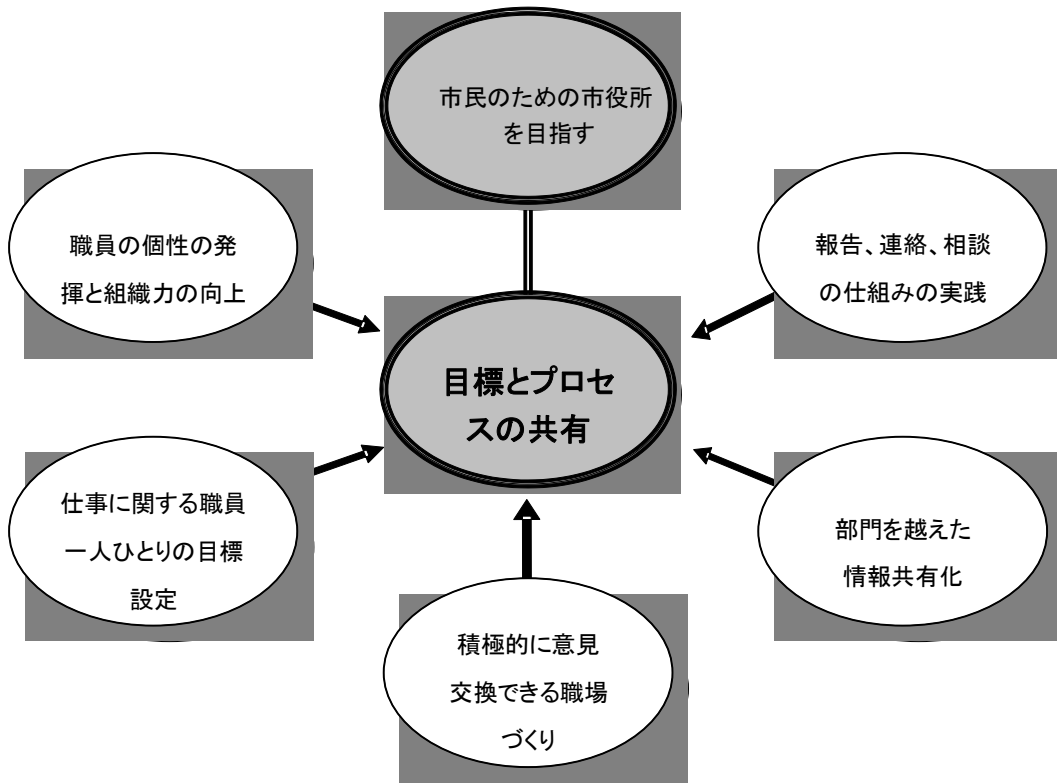 市民のための市役所
を目指す
職員の個性の発
揮と組織力の向上
報告、連絡、相談
の仕組みの実践
目標とプロセ
スの共有
仕事に関する職員
一人ひとりの目標
設定
部門を越えた
情報共有化
積極的に意見
交換できる職場
づくり